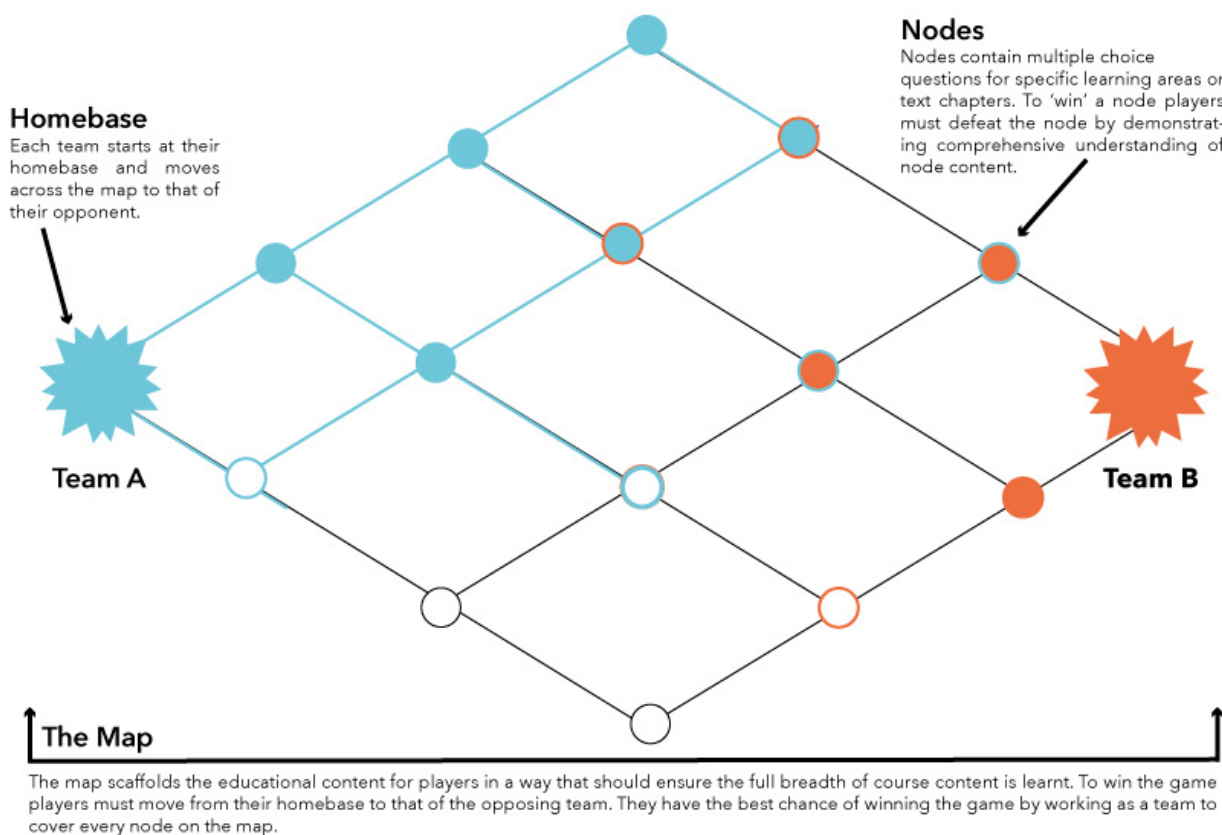 Homebase
Each team starts at their
homebase and moves
across the map to that of
their opponent.
Nodes
Nodes contain multiple choice
questions for specific learning areas or
text chapters. To ‘win’ a node players
must defeat the node by demonstrat-
ing comprehensive understanding of
node content.
Team A
Team B
The Map
The map scaffolds the educational content for players in a way that should ensure the full breadth of course content is learnt. To win the game
players must move from their homebase to that of the opposing team. They have the best chance of winning the game by working as a team to
cover every node on the map.